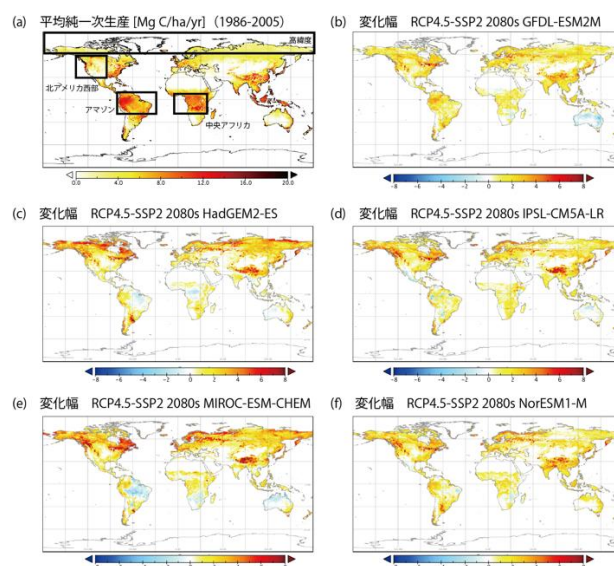 (a) 平均純一次生産 [Mg C/ha/yr] (1986-2005)
高緯度
北アメリカ西部
アマゾン
中央アフリカ
0.0 4.0 8.0 12.0 16.0 20.0
(b) 変化幅 RCP4.5-SSP2 2080s GFDL-ESM2M
-8 -6 -4 -2 0 2 4 6 8
(c) 変化幅 RCP4.5-SSP2 2080s HadGEM2-ES
-8 -6 -4 -2 0 2 4 6 8
(d) 変化幅 RCP4.5-SSP2 2080s IPSL-CM5A-LR
-8 -6 -4 -2 0 2 4 6 8
(e) 変化幅 RCP4.5-SSP2 2080s MIROC-ESM-CHEM
(f) 変化幅 RCP4.5-SSP2 2080s NorESM1-M